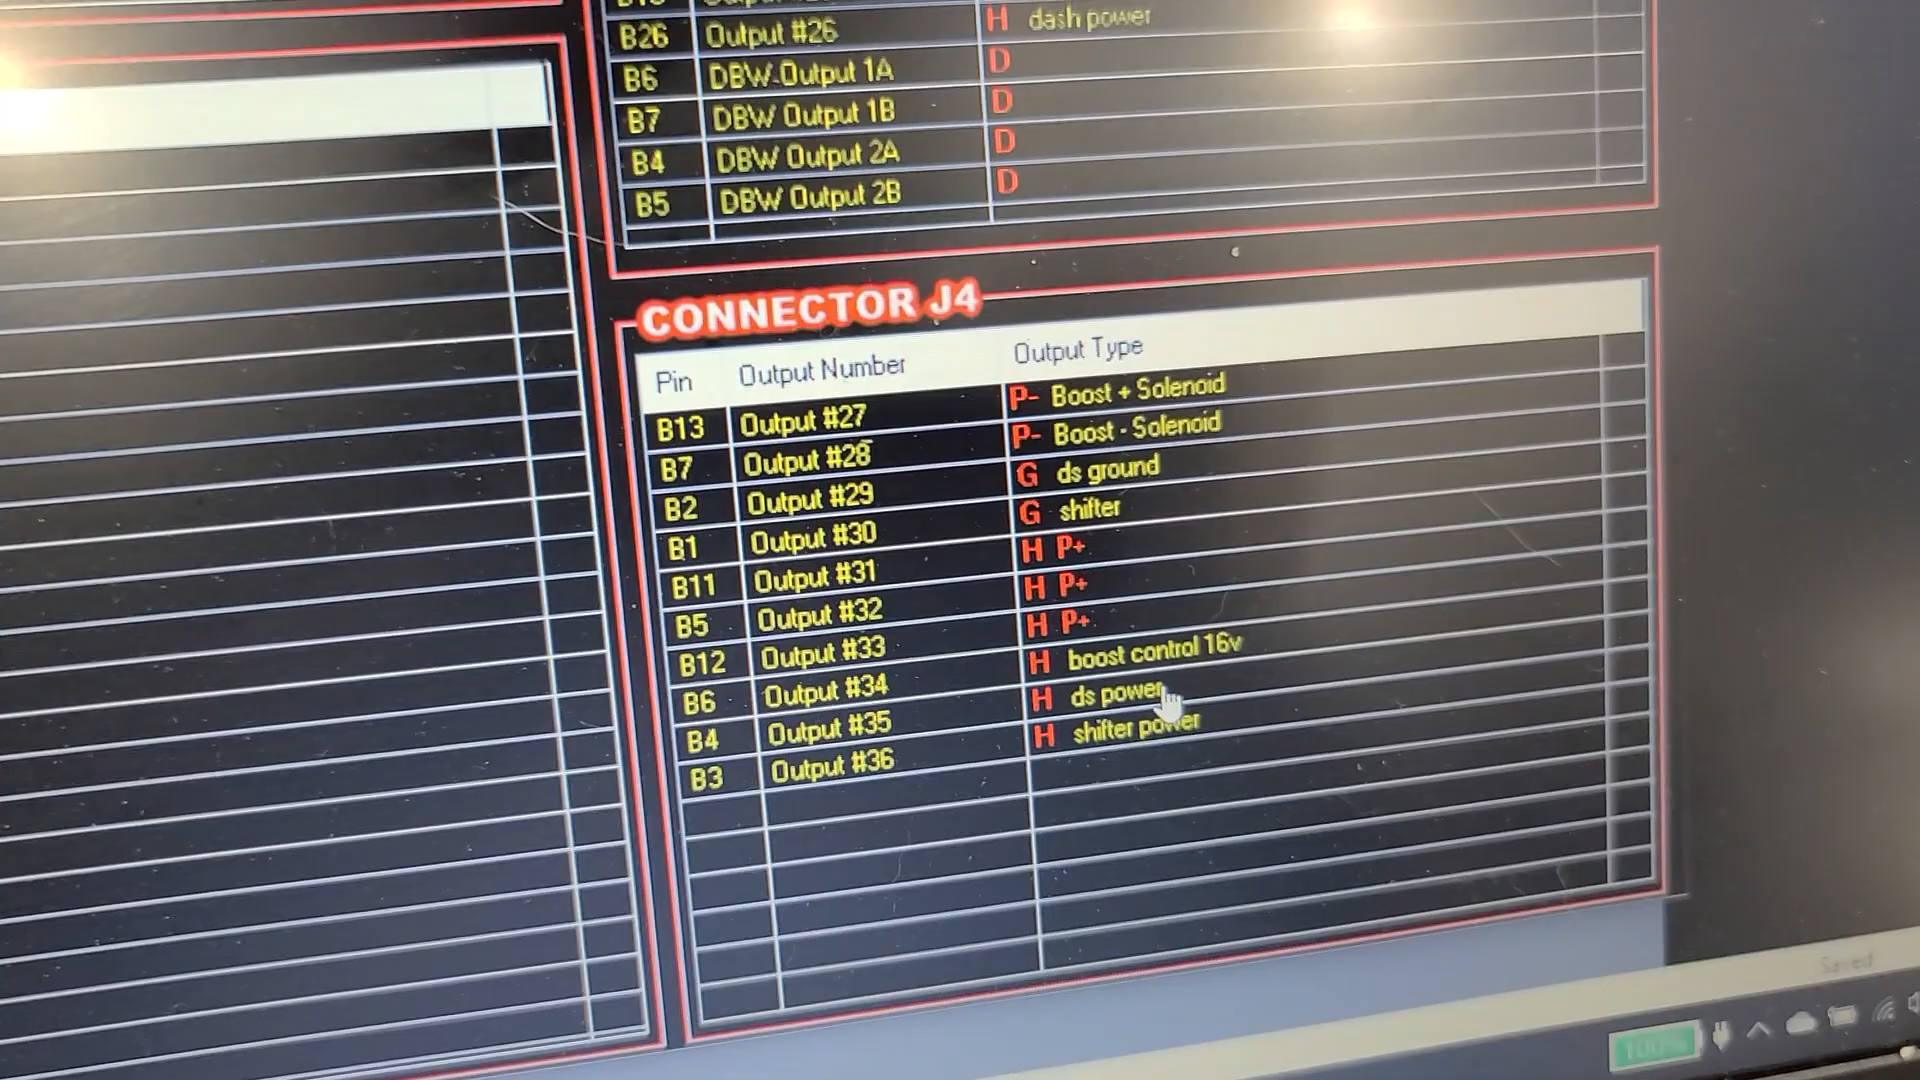 B26 Output #26 H dash power
B6 DBW Output 1A D
B7 DBW Output 1B D
B4 DBW Output 2A D
B5 DBW Output 2B D
CONNECTOR J4
Pin Output Number Output Type
B13 Output #27 P- Boost + Solenoid
B7 Output #28 P- Boost - Solenoid
B2 Output #29 G ds ground
B1 Output #30 G shifter
B11 Output #31 H P+
B5 Output #32 H P+
B12 Output #33 H P+
B6 Output #34 H boost control 16v
B4 Output #35 H ds power
B3 Output #36 H shifter power
Saved
100%